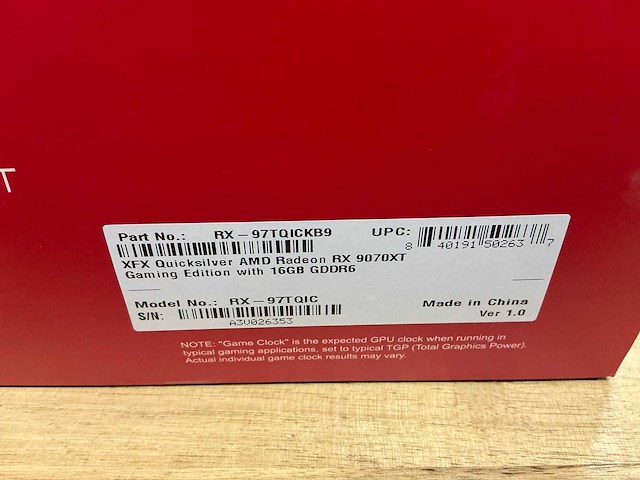 T
Part No.: RX-97TQICKB9 UPC:
8 40191 50263 7
XFX Quicksilver AMD Radeon RX 9070XT
Gaming Edition with 16GB GDDR6
Model No.: RX-97TQIC Made in China
S/N: Ver 1.0
A3V026353
NOTE: "Game Clock" is the expected GPU clock when running in
typical gaming applications, set to typical TGP (Total Graphics Power).
Actual individual game clock results may vary.